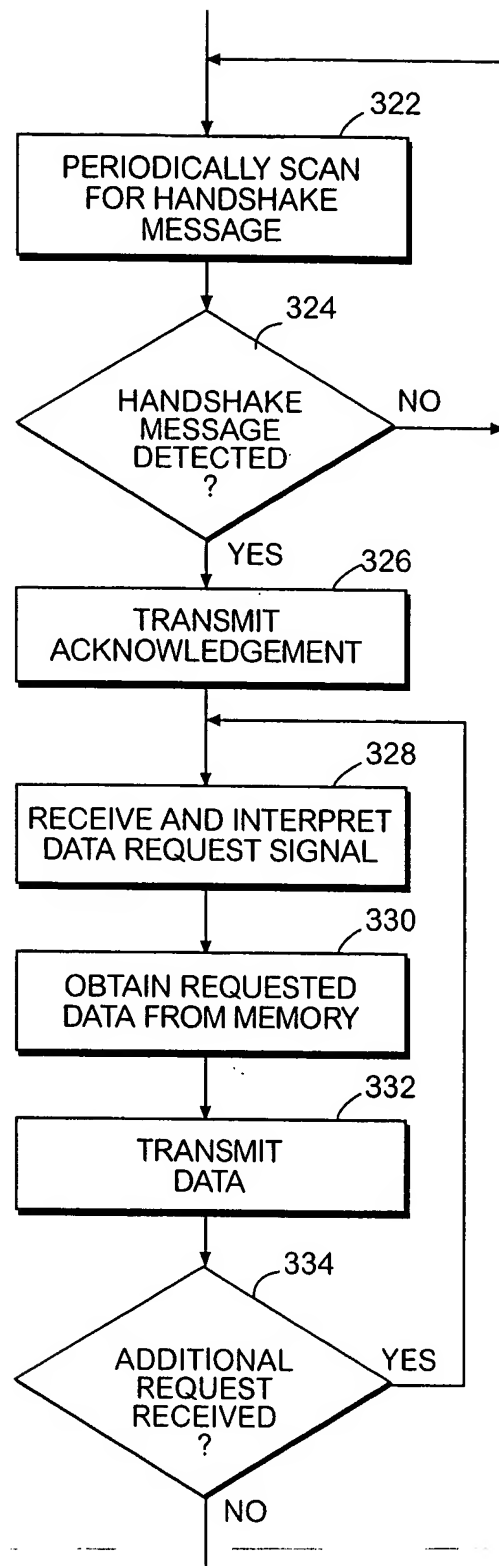 322
PERIODICALLY SCAN
FOR HANDSHAKE
MESSAGE
324
HANDSHAKE
MESSAGE
DETECTED
?
NO
YES
326
TRANSMIT
ACKNOWLEDGEMENT
328
RECEIVE AND INTERPRET
DATA REQUEST SIGNAL
330
OBTAIN REQUESTED
DATA FROM MEMORY
332
TRANSMIT
DATA
334
ADDITIONAL
REQUEST
RECEIVED
?
YES
NO